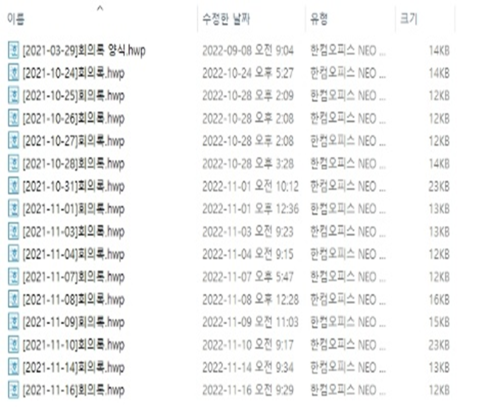 이름 수정한 날짜 유형 크기
[2021-03-29]회의록 양식.hwp 2022-09-08 오전 9:04 한컴오피스 NEO ... 14KB
[2021-10-24]회의록.hwp 2022-10-24 오후 5:27 한컴오피스 NEO ... 14KB
[2021-10-25]회의록.hwp 2022-10-28 오후 2:09 한컴오피스 NEO ... 12KB
[2021-10-26]회의록.hwp 2022-10-28 오후 2:08 한컴오피스 NEO ... 12KB
[2021-10-27]회의록.hwp 2022-10-28 오후 2:08 한컴오피스 NEO ... 12KB
[2021-10-28]회의록.hwp 2022-10-28 오후 3:28 한컴오피스 NEO ... 14KB
[2021-10-31]회의록.hwp 2022-11-01 오전 10:12 한컴오피스 NEO ... 23KB
[2021-11-01]회의록.hwp 2022-11-01 오후 12:36 한컴오피스 NEO ... 13KB
[2021-11-03]회의록.hwp 2022-11-03 오전 9:23 한컴오피스 NEO ... 13KB
[2021-11-04]회의록.hwp 2022-11-04 오전 9:15 한컴오피스 NEO ... 12KB
[2021-11-07]회의록.hwp 2022-11-07 오후 5:47 한컴오피스 NEO ... 12KB
[2021-11-08]회의록.hwp 2022-11-08 오후 12:28 한컴오피스 NEO ... 16KB
[2021-11-09]회의록.hwp 2022-11-09 오전 11:03 한컴오피스 NEO ... 15KB
[2021-11-10]회의록.hwp 2022-11-10 오전 9:17 한컴오피스 NEO ... 23KB
[2021-11-14]회의록.hwp 2022-11-14 오전 9:34 한컴오피스 NEO ... 13KB
[2021-11-16]회의록.hwp 2022-11-16 오전 9:29 한컴오피스 NEO ... 12KB